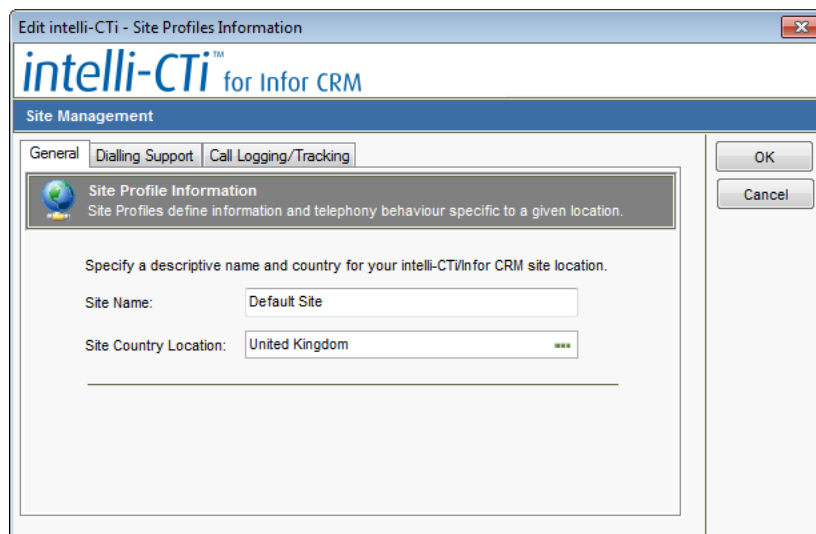 Edit intelli-CTi - Site Profiles Information
intelli-CTi™ for Infor CRM
Site Management
General Dialling Support Call Logging/Tracking
OK
Cancel
Site Profile Information
Site Profiles define information and telephony behaviour specific to a given location.
Specify a descriptive name and country for your intelli-CTi/Infor CRM site location.
Site Name: Default Site
Site Country Location: United Kingdom